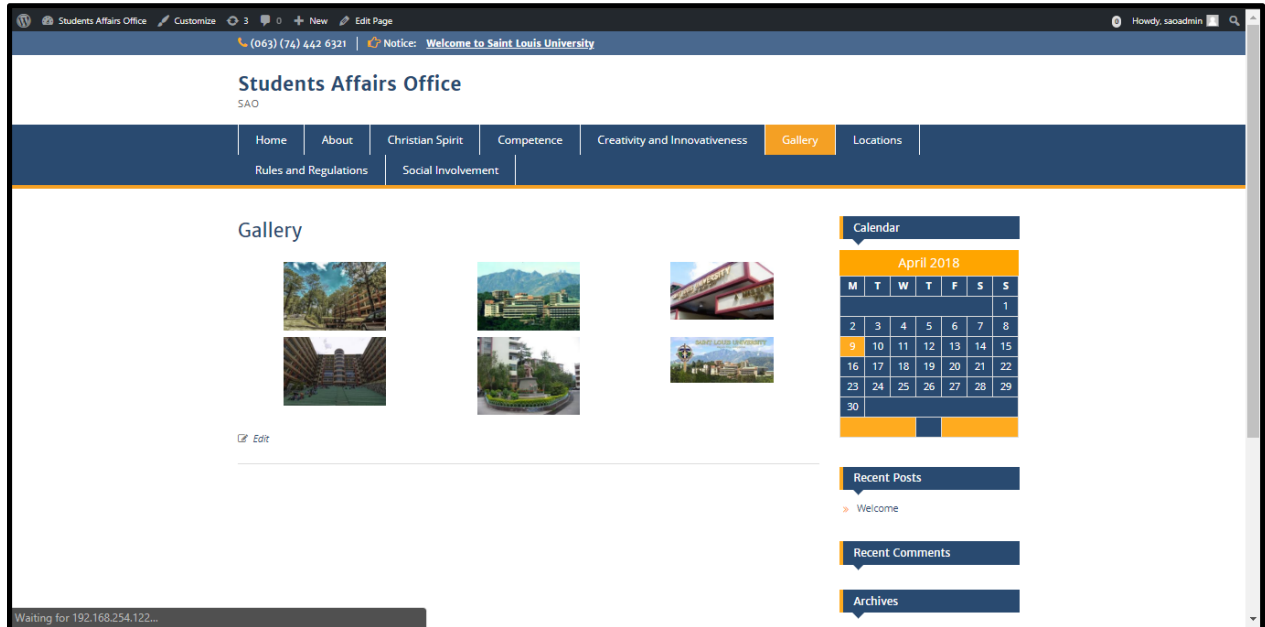 Students Affairs Office Customize 3 0 + New Edit Page 0 Howdy, saoadmin
(063) (74) 442 6321 Notice: Welcome to Saint Louis University
Students Affairs Office
SAO
Home About Christian Spirit Competence Creativity and Innovativeness Gallery Locations
Rules and Regulations Social Involvement
Gallery
SAINT LOUIS UNIVERSITY
Edit
Calendar
April 2018
M T W T F S S
1
2 3 4 5 6 7 8
9 10 11 12 13 14 15
16 17 18 19 20 21 22
23 24 25 26 27 28 29
30
Recent Posts
» Welcome
Recent Comments
Archives
Waiting for 192.168.254.122...